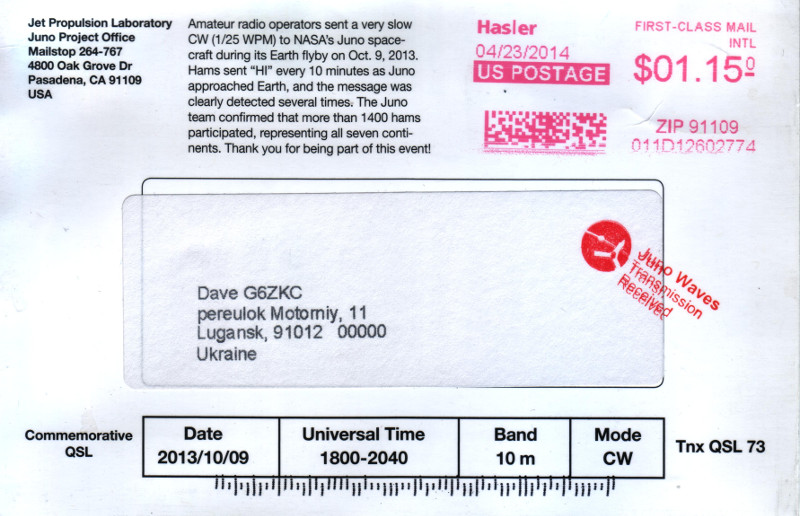 Jet Propulsion Laboratory
Juno Project Office
Mailstop 264-767
4800 Oak Grove Dr
Pasadena, CA 91109
USA
Amateur radio operators sent a very slow
CW (1/25 WPM) to NASA's Juno space-
craft during its Earth flyby on Oct. 9, 2013.
Hams sent "HI" every 10 minutes as Juno
approached Earth, and the message was
clearly detected several times. The Juno
team confirmed that more than 1400 hams
participated, representing all seven conti-
nents. Thank you for being part of this event!
Hasler
04/23/2014
US POSTAGE
FIRST-CLASS MAIL
INTL
$01.15⁰
ZIP 91109
011D12602774
Juno Waves
Transmission
Received
Dave G6ZKC
pereulok Motorniy, 11
Lugansk, 91012 00000
Ukraine
Commemorative
QSL
Date
2013/10/09
Universal Time
1800-2040
Band
10 m
Mode
CW
Tnx QSL 73